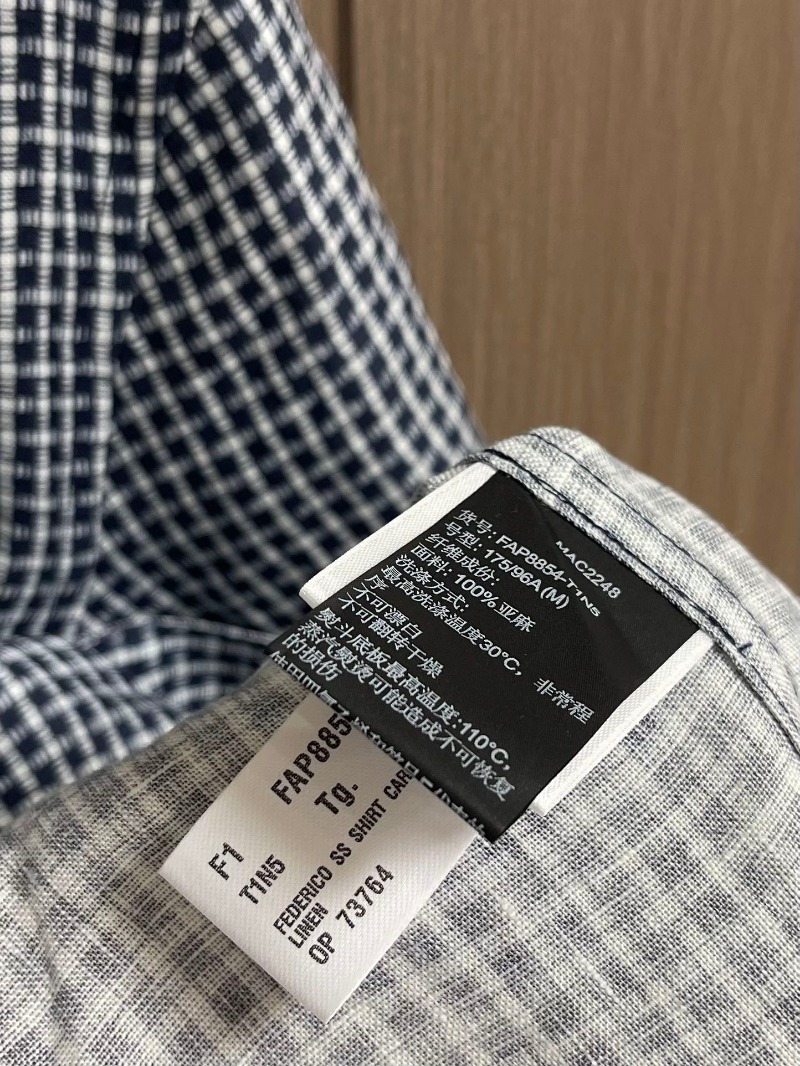 MAC2248
货号: FAP8854-T1N5
号型: 175/96A(M)
纤维成份:
面料: 100% 亚麻
洗涤方式:
最高洗涤温度30°C, 非常程
序
不可漂白
不可翻转干燥
熨斗底板最高温度:110°C,
蒸汽熨烫可能造成不可恢复
的损伤
FAP885
Tg.
F1
T1N5
FEDERICO SS SHIRT CARG
LINEN
OP 73764